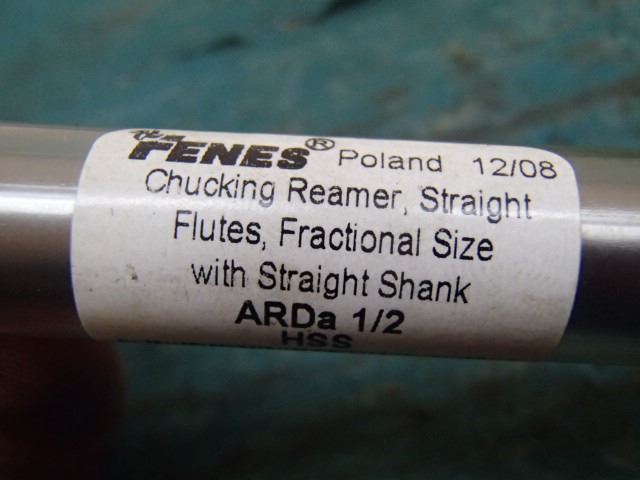 FENES® Poland 12/08
Chucking Reamer, Straight
Flutes, Fractional Size
with Straight Shank
ARDa 1/2
HSS